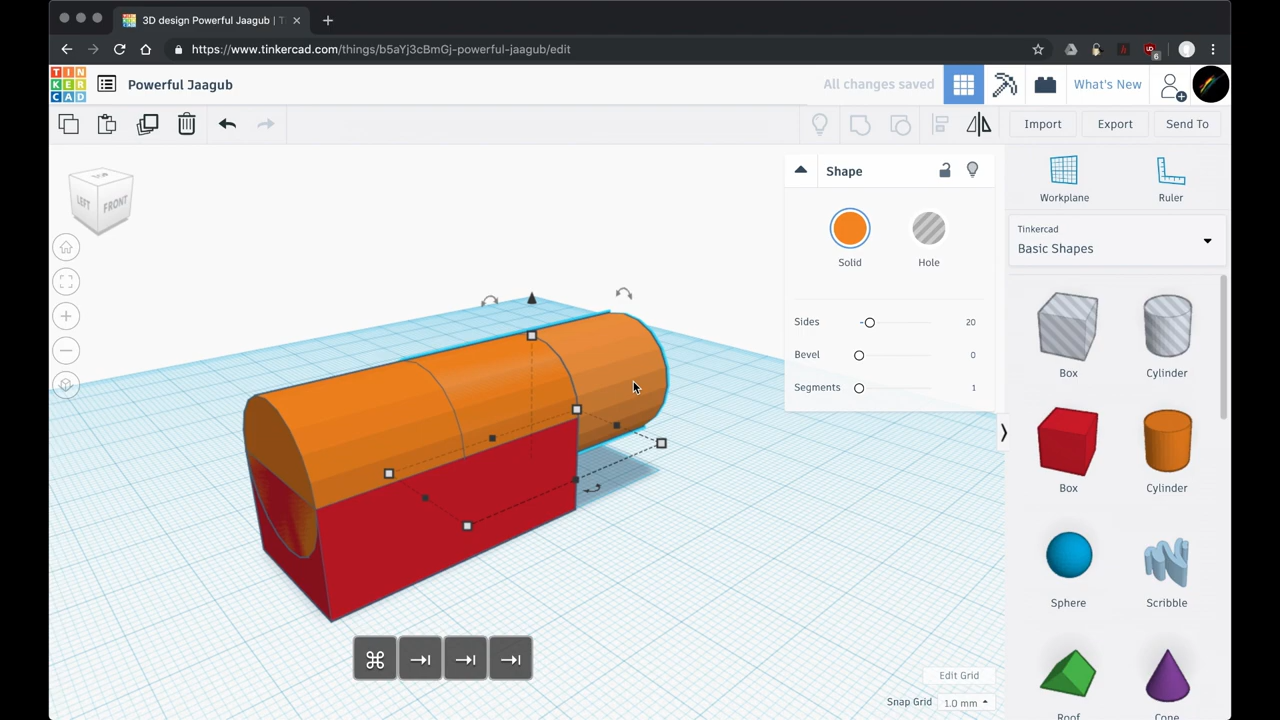 3D design Powerful Jaagub | T
https://www.tinkercad.com/things/b5aYj3cBmGj-powerful-jaagub/edit
h
UD
6
TIN
KER
CAD
Powerful Jaagub
All changes saved
What's New
Import
Export
Send To
LEFT
FRONT
Shape
Solid
Hole
Sides
20
Bevel
0
Segments
1
Workplane
Ruler
Tinkercad
Basic Shapes
Box
Cylinder
Box
Cylinder
Sphere
Scribble
Roof
Cone
⌘
Edit Grid
Snap Grid
1.0 mm